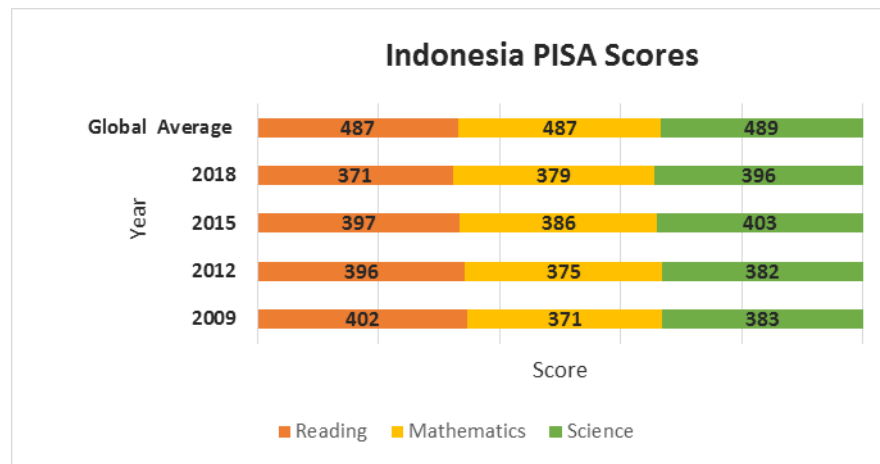 Indonesia PISA Scores
Global Average 487 487 489
2018 371 379 396
2015 397 386 403
2012 396 375 382
2009 402 371 383
Year
Score
Reading Mathematics Science